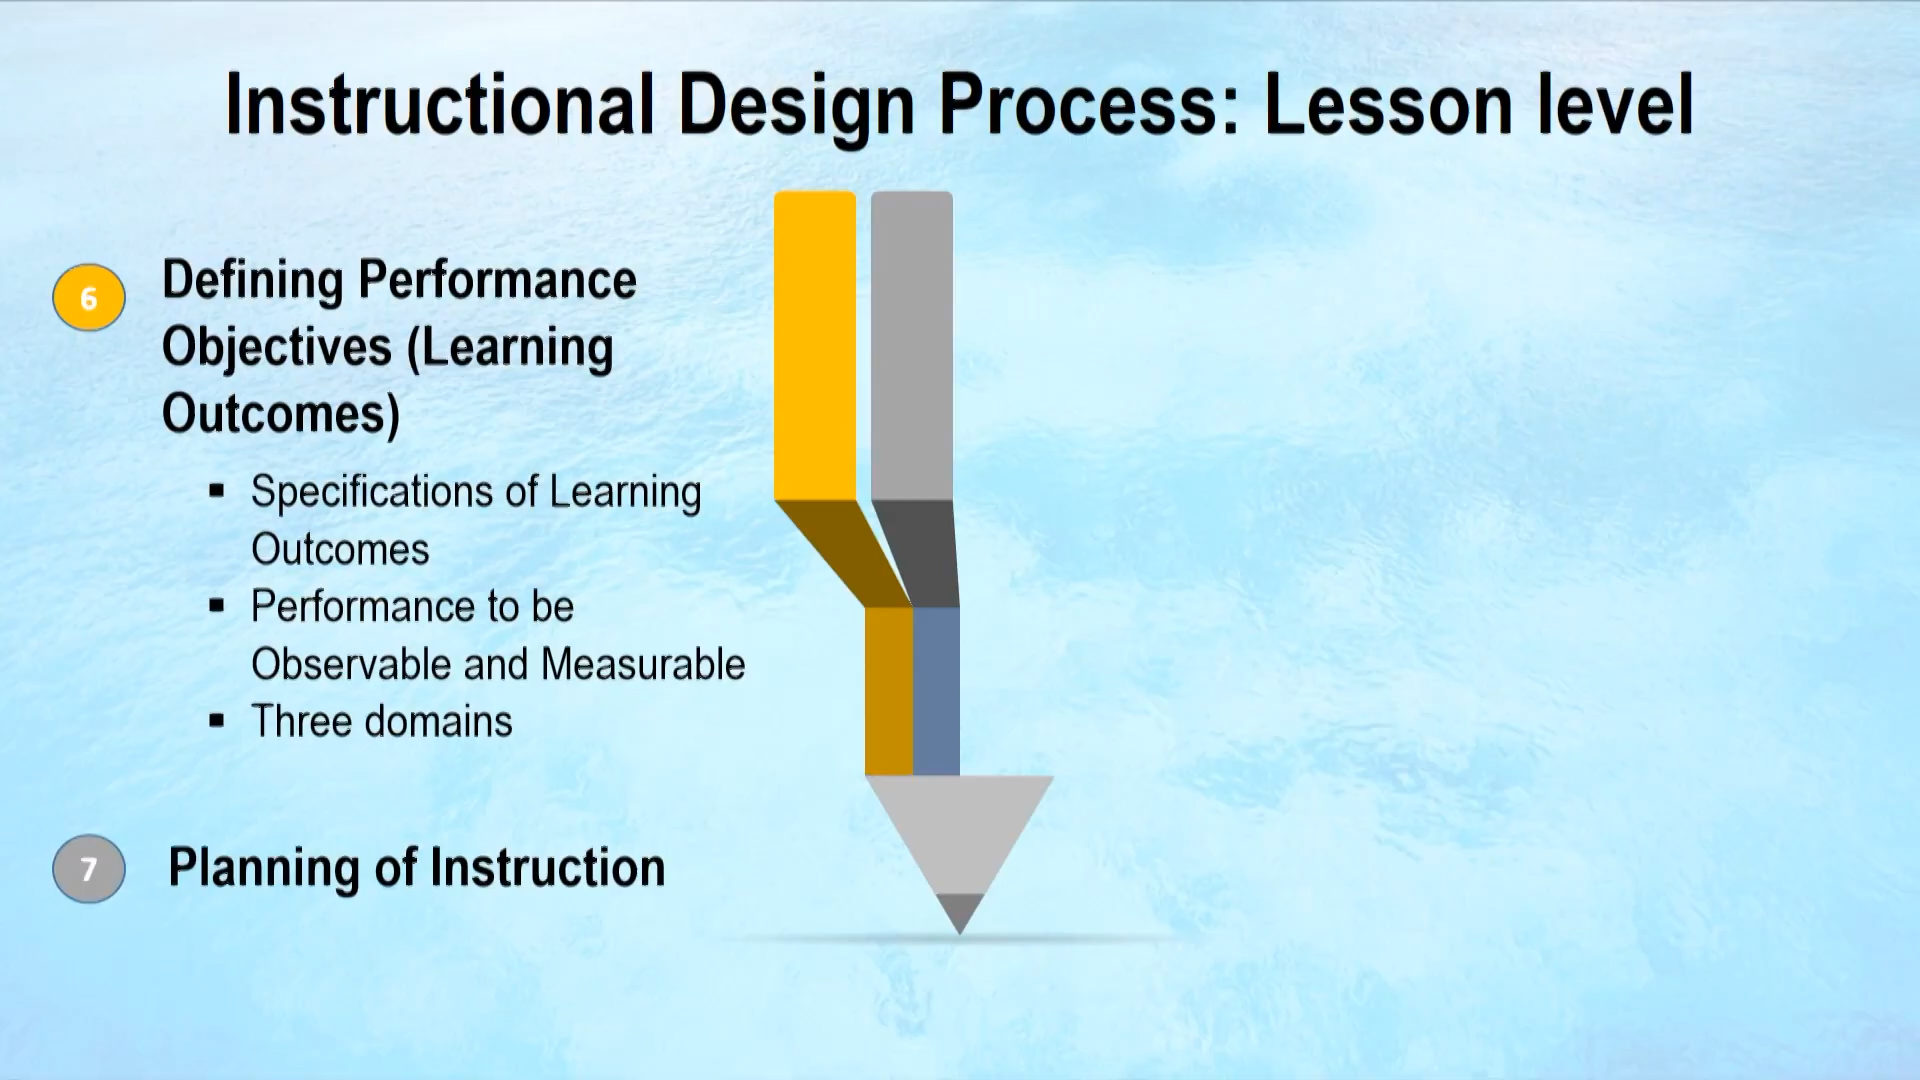 Instructional Design Process: Lesson level
6
Defining Performance
Objectives (Learning
Outcomes)
▪ Specifications of Learning
Outcomes
▪ Performance to be
Observable and Measurable
▪ Three domains
7
Planning of Instruction